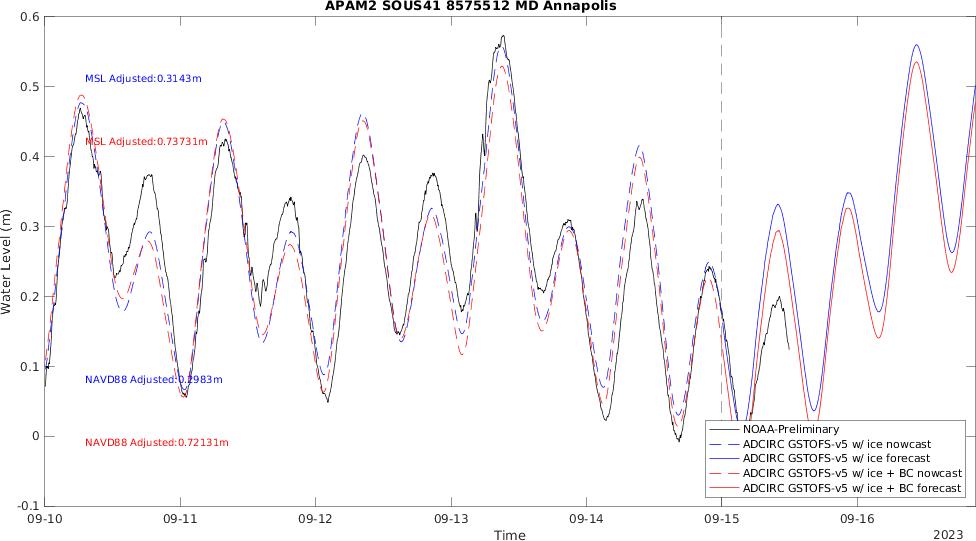 APAM2 SOUS41 8575512 MD Annapolis
0.6
0.5
0.4
0.3
0.2
0.1
0
-0.1
Water Level (m)
MSL Adjusted:0.3143m
MSL Adjusted:0.73731m
NAVD88 Adjusted:0.2983m
NAVD88 Adjusted:0.72131m
NOAA-Preliminary
ADCIRC GSTOFS-v5 w/ ice nowcast
ADCIRC GSTOFS-v5 w/ ice forecast
ADCIRC GSTOFS-v5 w/ ice + BC nowcast
ADCIRC GSTOFS-v5 w/ ice + BC forecast
09-10 09-11 09-12 09-13 09-14 09-15 09-16
Time
2023